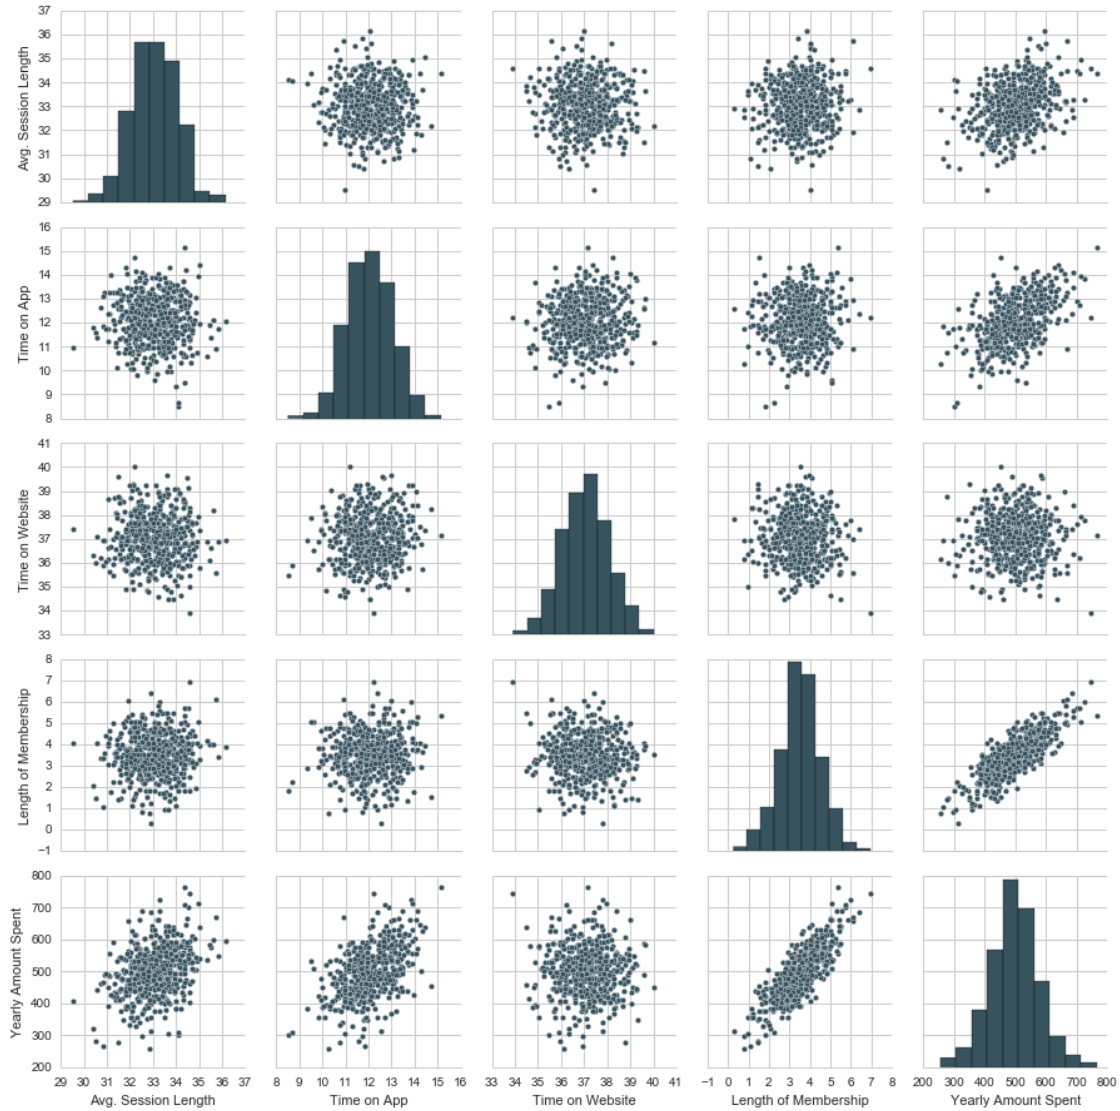 37
36
35
34
33
32
31
30
29
Avg. Session Length
16
15
14
13
12
11
10
9
8
Time on App
41
40
39
38
37
36
35
34
33
Time on Website
8
7
6
5
4
3
2
1
0
−1
Length of Membership
800
700
600
500
400
300
200
Yearly Amount Spent
29 30 31 32 33 34 35 36 37
8 9 10 11 12 13 14 15 16
33 34 35 36 37 38 39 40 41
−1 0 1 2 3 4 5 6 7 8
200 300 400 500 600 700 800
Avg. Session Length
Time on App
Time on Website
Length of Membership
Yearly Amount Spent